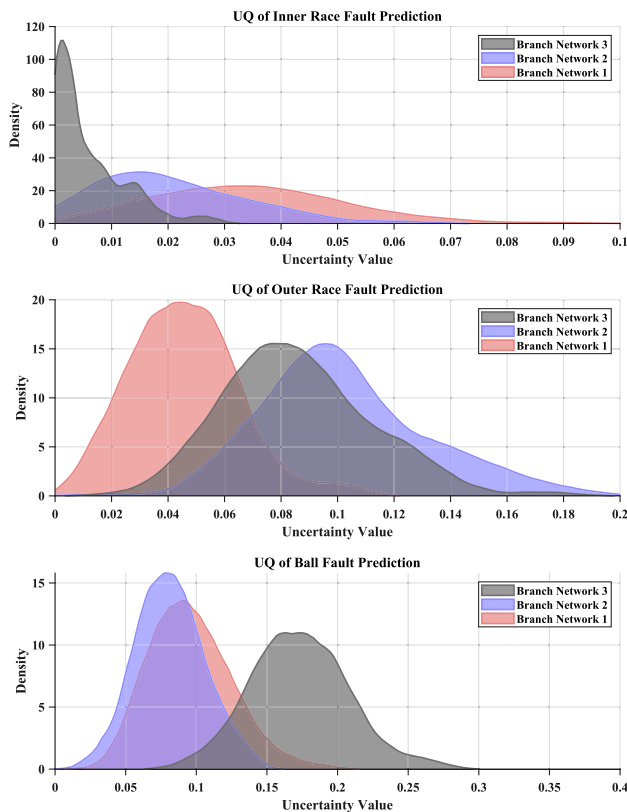 UQ of Inner Race Fault Prediction
120
100
80
60
40
20
0
Density
Branch Network 3
Branch Network 2
Branch Network 1
0 0.01 0.02 0.03 0.04 0.05 0.06 0.07 0.08 0.09 0.1
Uncertainty Value
UQ of Outer Race Fault Prediction
20
15
10
5
0
Density
Branch Network 3
Branch Network 2
Branch Network 1
0 0.02 0.04 0.06 0.08 0.1 0.12 0.14 0.16 0.18 0.2
Uncertainty Value
UQ of Ball Fault Prediction
15
10
5
0
Density
Branch Network 3
Branch Network 2
Branch Network 1
0 0.05 0.1 0.15 0.2 0.25 0.3 0.35 0.4
Uncertainty Value